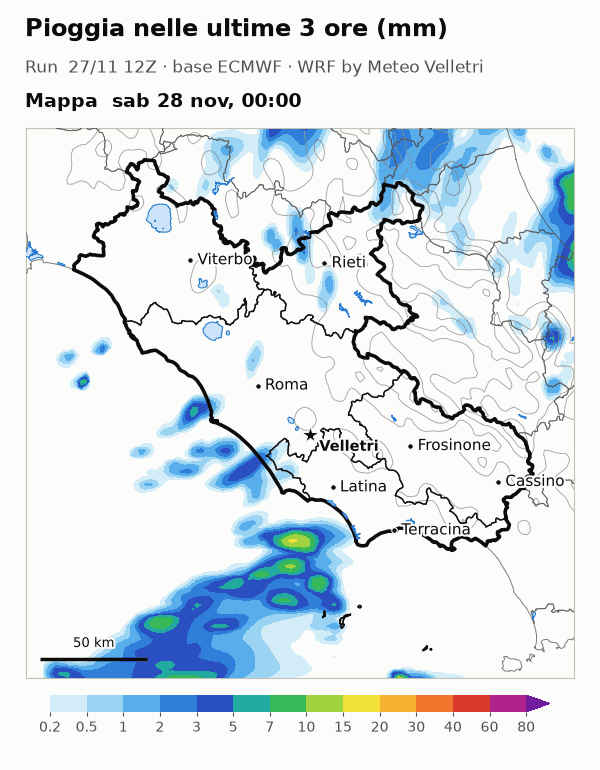 Pioggia nelle ultime 3 ore (mm)
Run  27/11 12Z · base ECMWF · WRF by Meteo Velletri
Mappa  sab 28 nov, 00:00
Viterbo
Rieti
Roma
Velletri
Frosinone
Latina
Cassino
Terracina
50 km
0.2 0.5 1 2 3 5 7 10 15 20 30 40 60 80